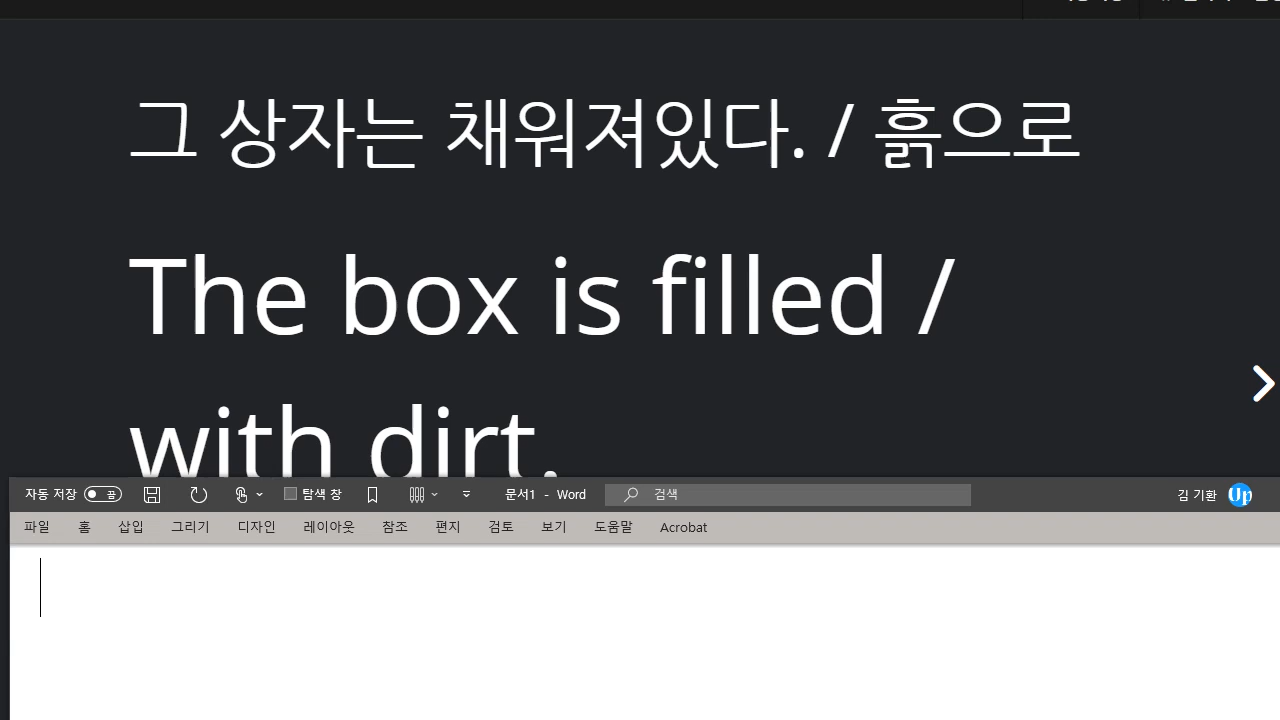 그 상자는 채워져있다. / 흙으로
The box is filled /
with dirt.
자동 저장 끔 탐색 창 문서1 - Word 검색 김 기환 Up
파일 홈 삽입 그리기 디자인 레이아웃 참조 편지 검토 보기 도움말 Acrobat